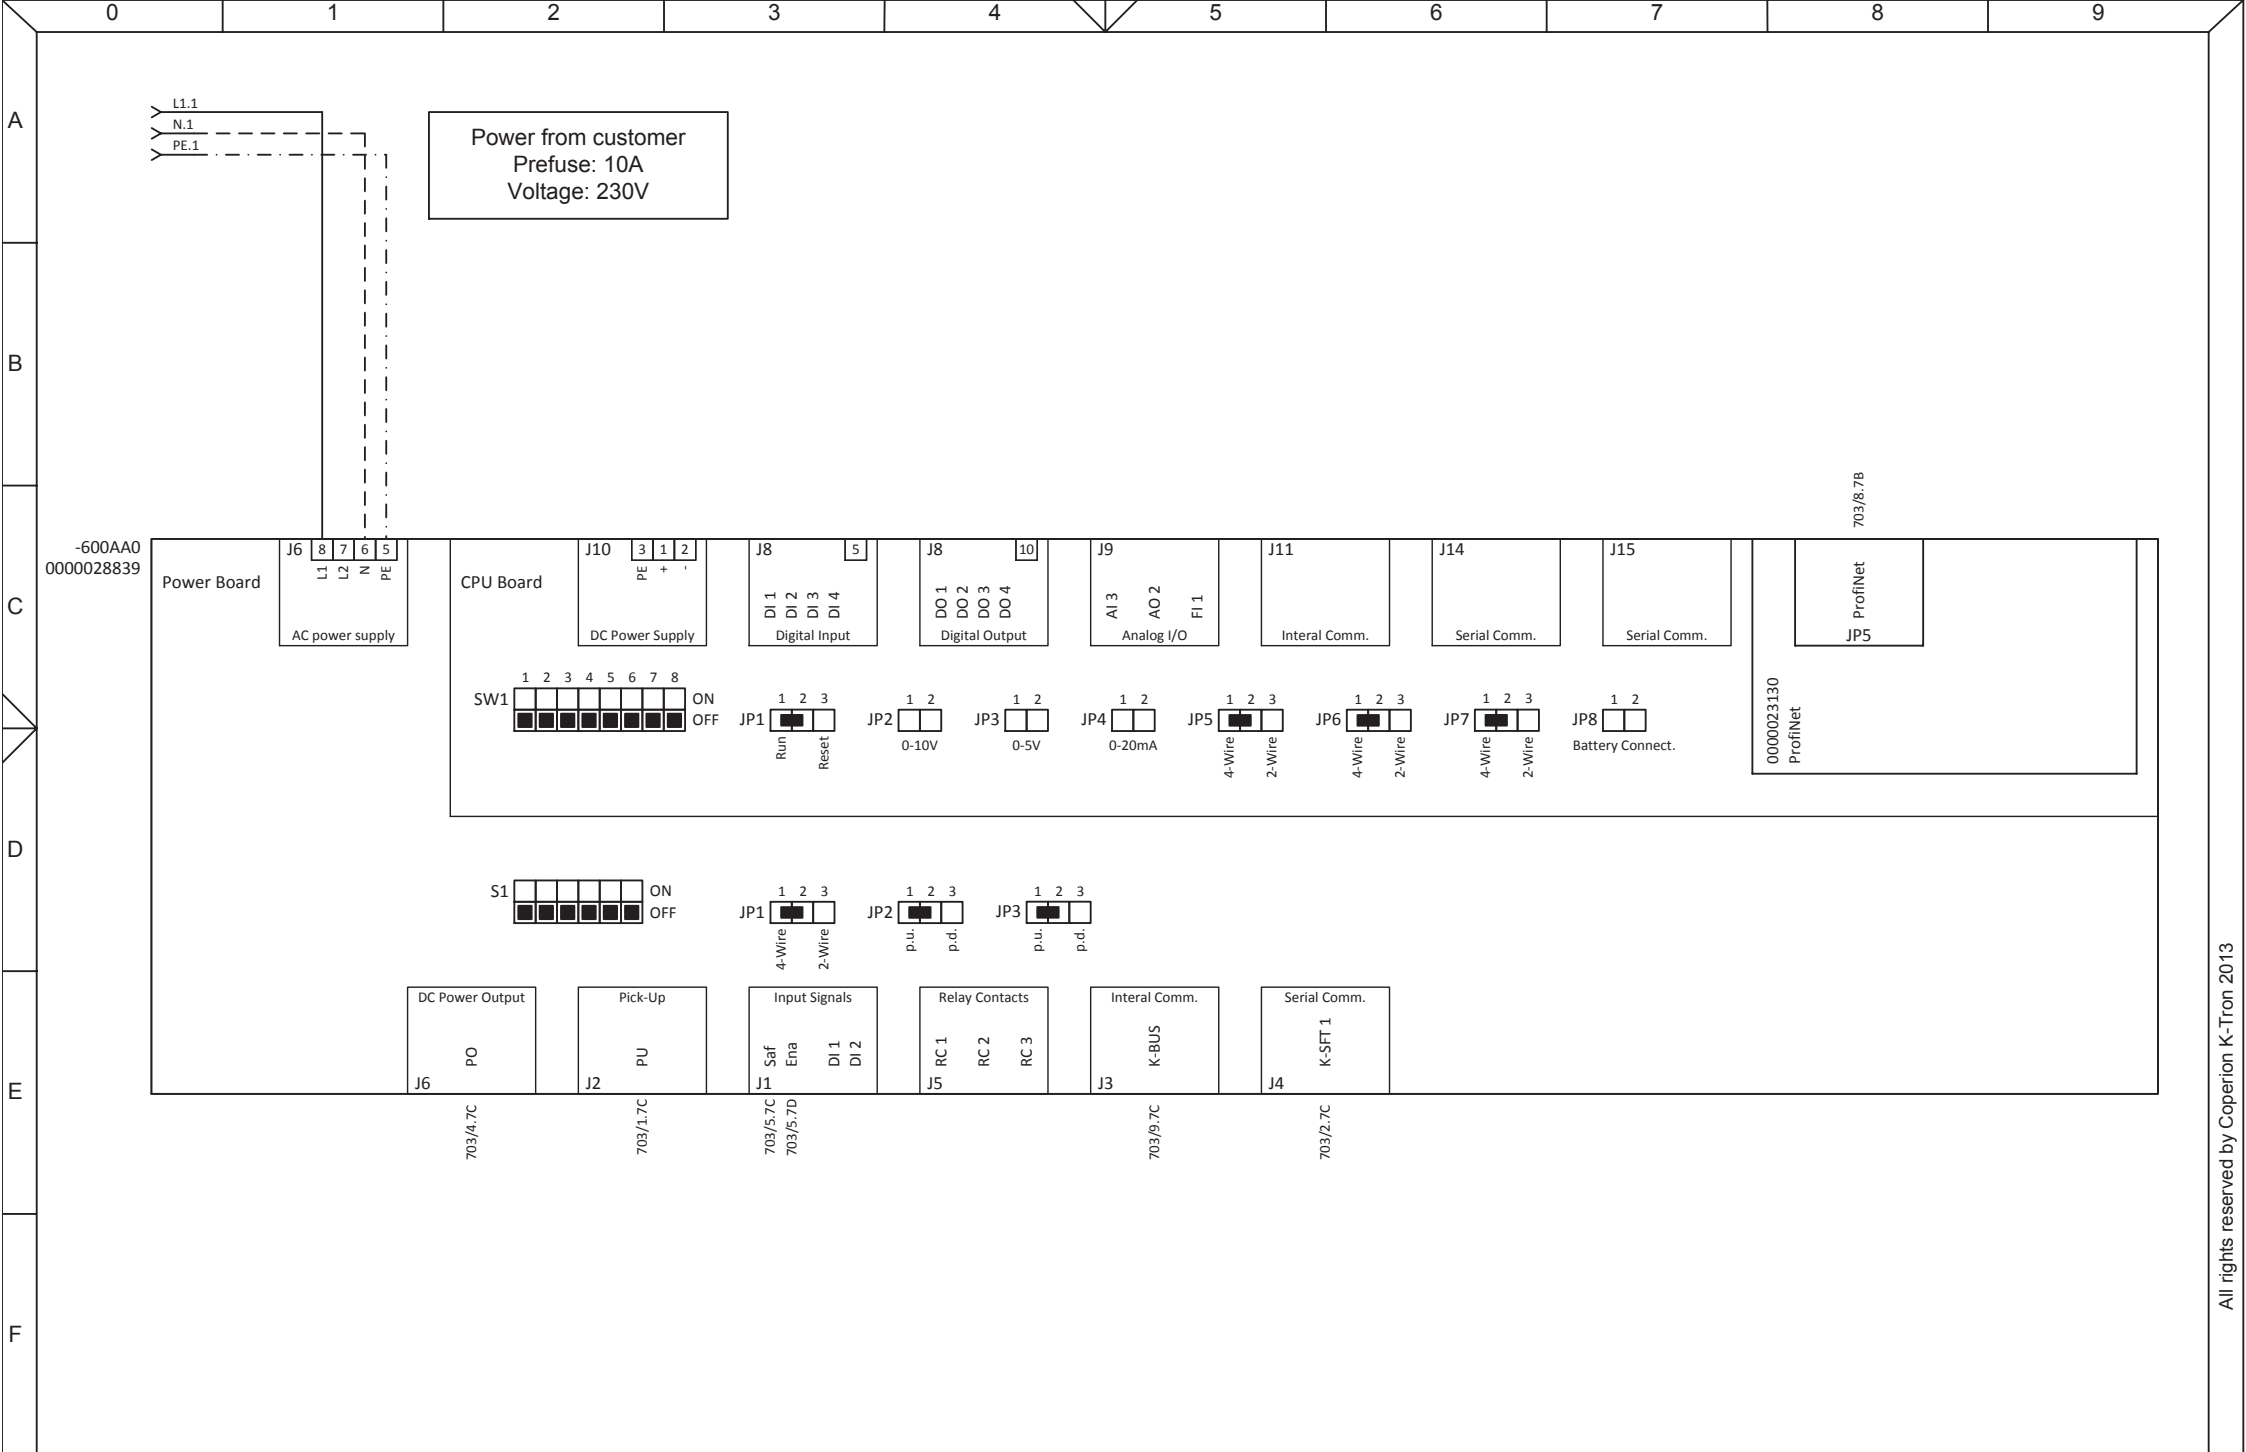 0 1 2 3 4 5 6 7 8 9
A
L1.1
N.1
PE.1
Power from customer
Prefuse: 10A
Voltage: 230V
B
703/8.7B
C
-600AA0
0000028839
Power Board
J6 8 7 6 5
L1 L2 N PE
AC power supply
CPU Board
J10 3 1 2
PE + -
DC Power Supply
J8 5
DI 1 DI 2 DI 3 DI 4
Digital Input
J8 10
DO 1 DO 2 DO 3 DO 4
Digital Output
J9
AI 3 AO 2 FI 1
Analog I/O
J11
Interal Comm.
J14
Serial Comm.
J15
Serial Comm.
ProfiNet
JP5
0000023130
ProfiNet
1 2 3 4 5 6 7 8
SW1 ON
OFF
1 2 3
JP1
Run Reset
1 2
JP2
0-10V
1 2
JP3
0-5V
1 2
JP4
0-20mA
1 2 3
JP5
4-Wire 2-Wire
1 2 3
JP6
4-Wire 2-Wire
1 2 3
JP7
4-Wire 2-Wire
1 2
JP8
Battery Connect.
D
S1 ON
OFF
1 2 3
JP1
4-Wire 2-Wire
1 2 3
JP2
p.u. p.d.
1 2 3
JP3
p.u. p.d.
E
DC Power Output
PO
J6
703/4.7C
Pick-Up
PU
J2
703/1.7C
Input Signals
Saf Ena DI 1 DI 2
J1
703/5.7C
703/5.7D
Relay Contacts
RC 1 RC 2 RC 3
J5
Interal Comm.
K-BUS
J3
703/9.7C
Serial Comm.
K-SFT 1
J4
703/2.7C
F
All rights reserved by Coperion K-Tron 2013